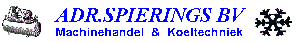 ADR.SPIERINGS BV
Machinehandel & Koeltechniek